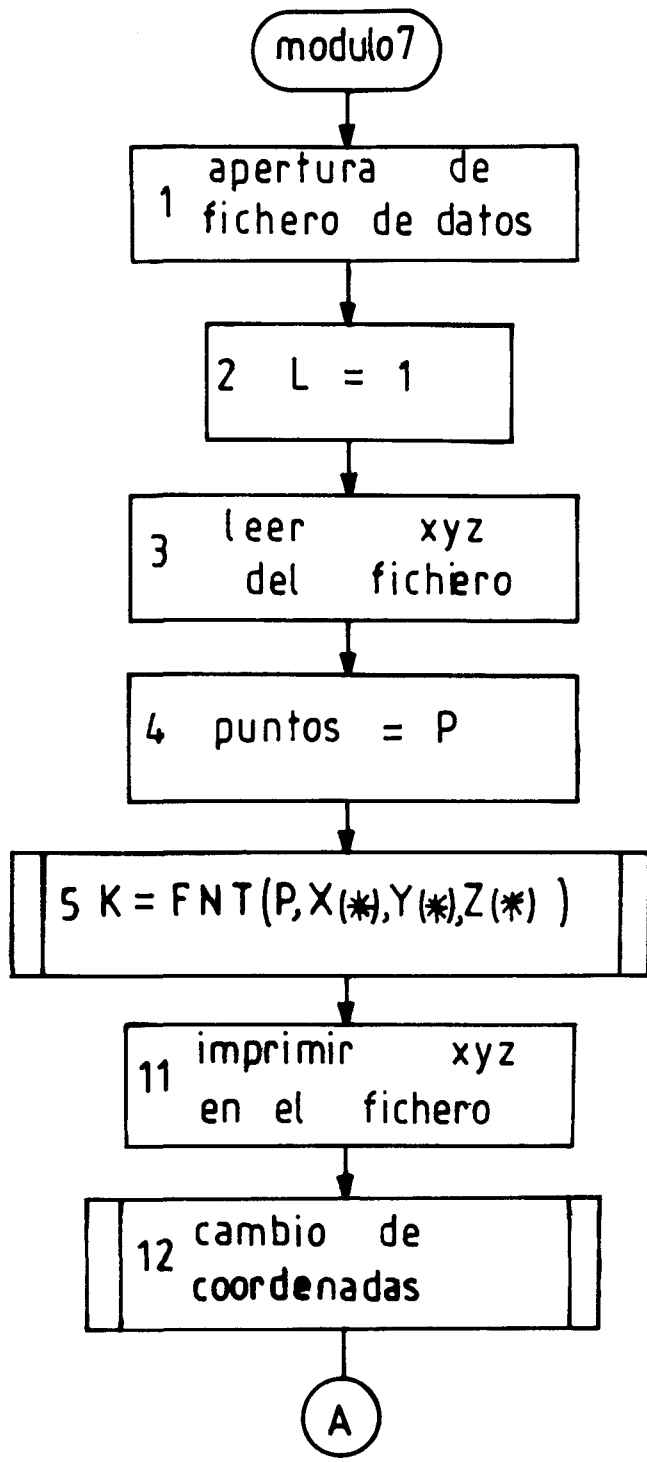 modulo7
1 apertura de
fichero de datos
2 L = 1
3 leer xyz
del fichiero
4 puntos = P
5 K = FNT(P,X(*),Y(*),Z(*) )
11 imprimir xyz
en el fichero
12 cambio de
coordenadas
A